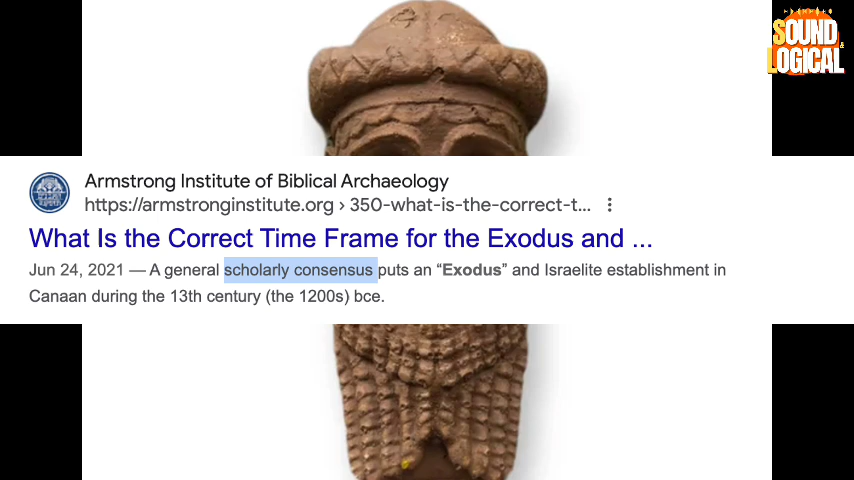 SOUND
& LOGICAL
Armstrong Institute of Biblical Archaeology
https://armstronginstitute.org › 350-what-is-the-correct-t...
What Is the Correct Time Frame for the Exodus and ...
Jun 24, 2021 — A general scholarly consensus puts an “Exodus” and Israelite establishment in
Canaan during the 13th century (the 1200s) bce.